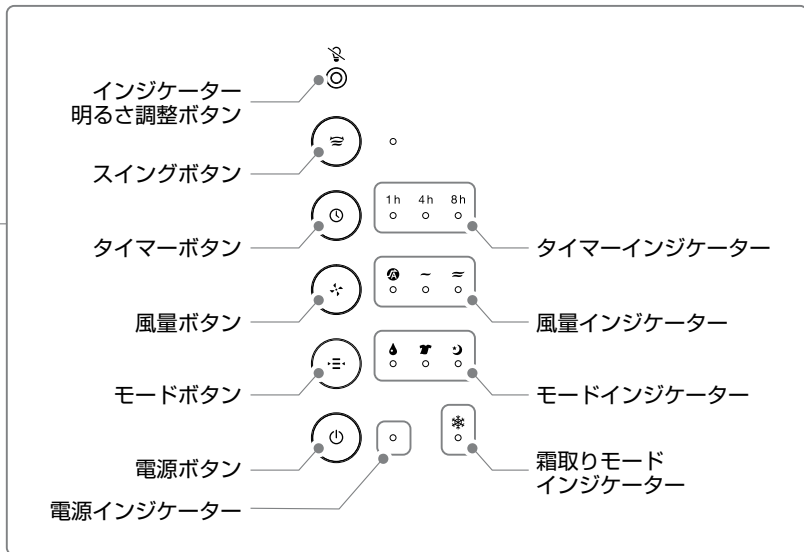 インジケーター
明るさ調整ボタン
スイングボタン
1h 4h 8h
タイマーボタン
タイマーインジケーター
風量ボタン
風量インジケーター
モードボタン
モードインジケーター
電源ボタン
霜取りモード
インジケーター
電源インジケーター